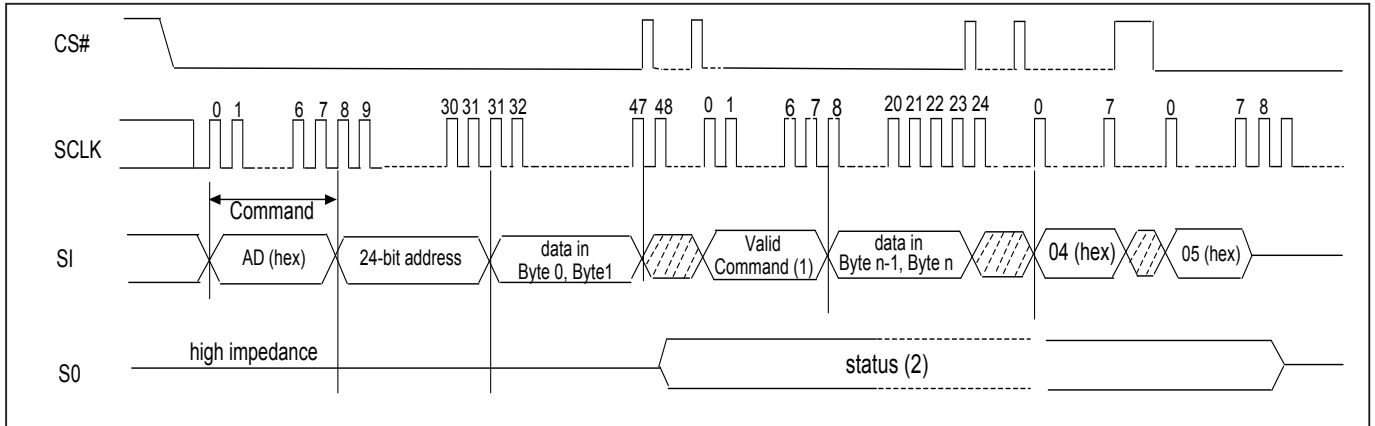 CS#
0 1 6 7 8 9 30 31 31 32 47 48 0 1 6 7 8 20 21 22 23 24 0 7 0 7 8
SCLK
Command
SI
AD (hex)
24-bit address
data in
Byte 0, Byte1
Valid
Command (1)
data in
Byte n-1, Byte n
04 (hex)
05 (hex)
high impedance
S0
status (2)